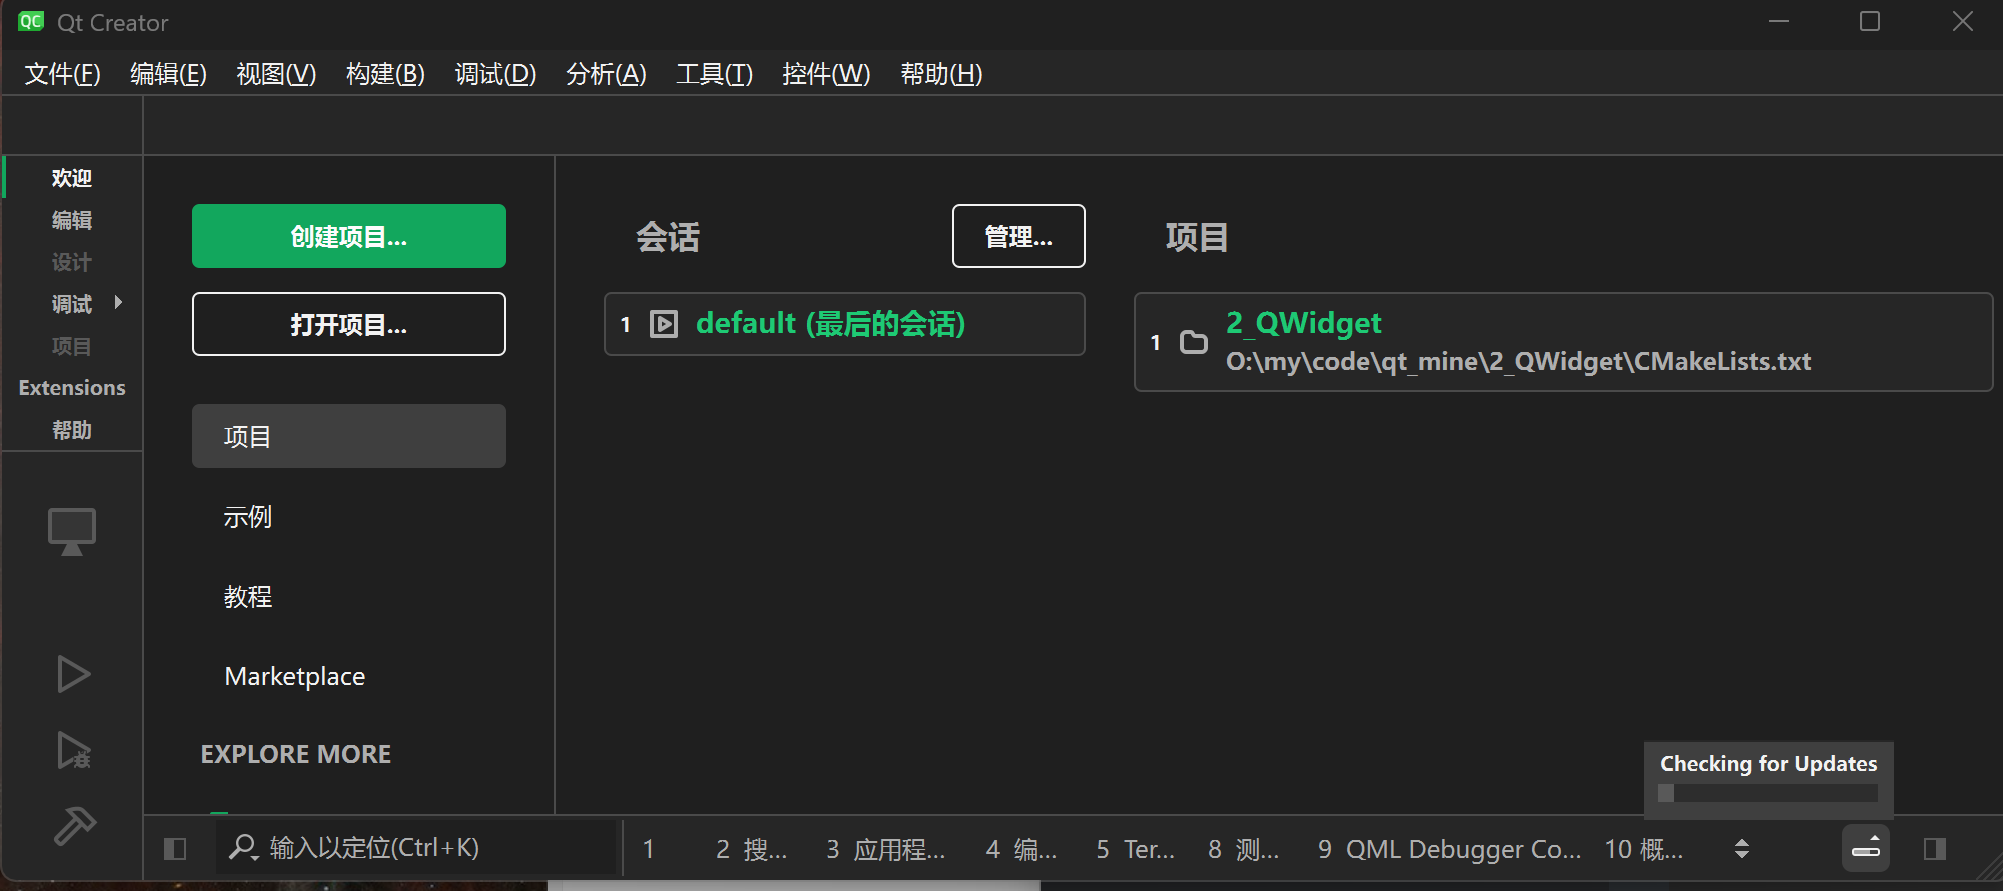 QC Qt Creator
文件(F) 编辑(E) 视图(V) 构建(B) 调试(D) 分析(A) 工具(T) 控件(W) 帮助(H)
欢迎
编辑
设计
调试
项目
Extensions
帮助
创建项目...
打开项目...
项目
示例
教程
Marketplace
EXPLORE MORE
会话
管理...
1 default (最后的会话)
项目
1 2_QWidget
O:\my\code\qt_mine\2_QWidget\CMakeLists.txt
Checking for Updates
输入以定位(Ctrl+K) 1 2 搜... 3 应用程... 4 编... 5 Ter... 8 测... 9 QML Debugger Co... 10 概...